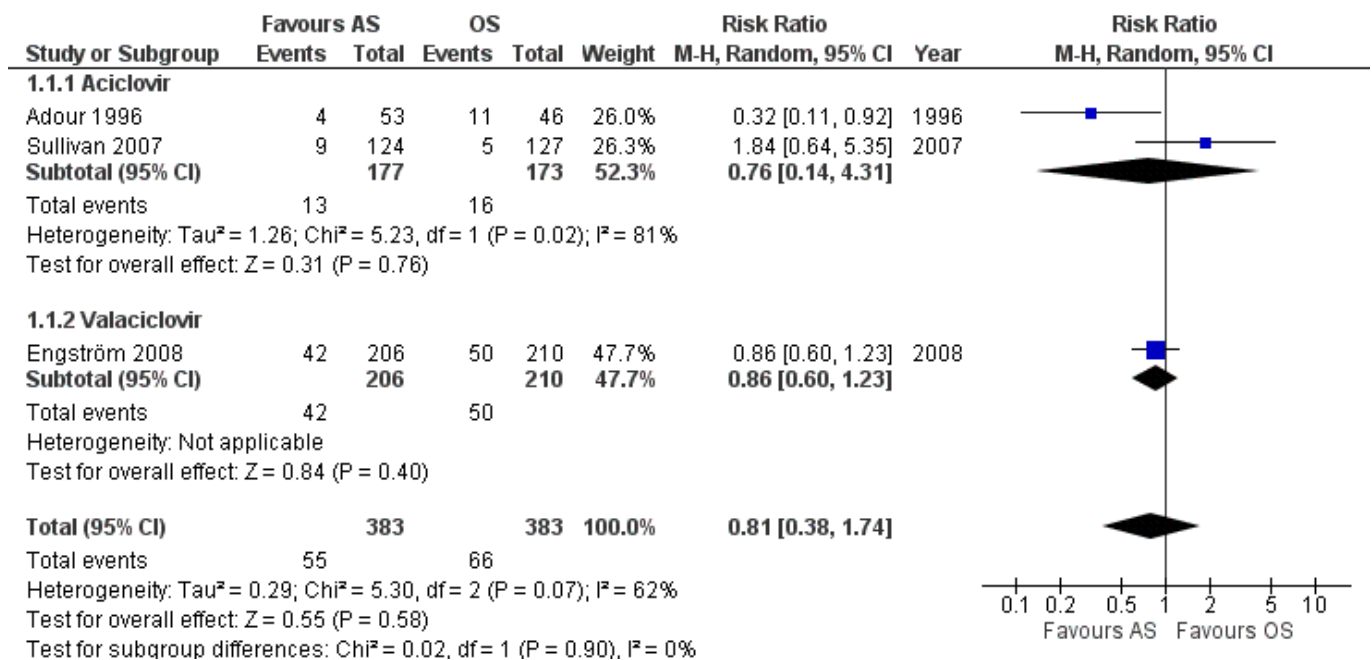 Favours AS OS Risk Ratio Risk Ratio
Study or Subgroup Events Total Events Total Weight M-H, Random, 95% CI Year M-H, Random, 95% CI
1.1.1 Aciclovir
Adour 1996 4 53 11 46 26.0% 0.32 [0.11, 0.92] 1996
Sullivan 2007 9 124 5 127 26.3% 1.84 [0.64, 5.35] 2007
Subtotal (95% CI) 177 173 52.3% 0.76 [0.14, 4.31]
Total events 13 16
Heterogeneity: Tau² = 1.26; Chi² = 5.23, df = 1 (P = 0.02); I² = 81%
Test for overall effect: Z = 0.31 (P = 0.76)
1.1.2 Valaciclovir
Engström 2008 42 206 50 210 47.7% 0.86 [0.60, 1.23] 2008
Subtotal (95% CI) 206 210 47.7% 0.86 [0.60, 1.23]
Total events 42 50
Heterogeneity: Not applicable
Test for overall effect: Z = 0.84 (P = 0.40)
Total (95% CI) 383 383 100.0% 0.81 [0.38, 1.74]
Total events 55 66
Heterogeneity: Tau² = 0.29; Chi² = 5.30, df = 2 (P = 0.07); I² = 62%
Test for overall effect: Z = 0.55 (P = 0.58)
Test for subgroup differences: Chi² = 0.02, df = 1 (P = 0.90), I² = 0%
0.1 0.2 0.5 1 2 5 10
Favours AS Favours OS